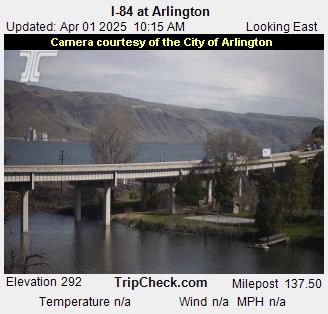 I-84 at Arlington
Updated: Apr 01 2025 10:15 AM Looking East
Camera courtesy of the City of Arlington
Elevation 292 TripCheck.com Milepost 137.50
Temperature n/a Wind n/a MPH n/a